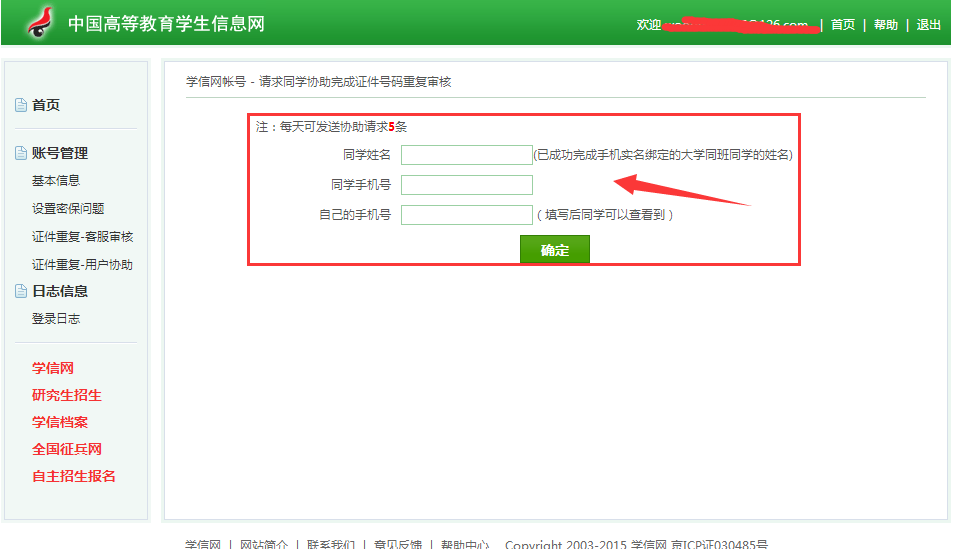 中国高等教育学生信息网
欢迎 | 首页 | 帮助 | 退出
首页
账号管理
基本信息
设置密保问题
证件重复-客服审核
证件重复-用户协助
日志信息
登录日志
学信网
研究生招生
学信档案
全国征兵网
自主招生报名
学信网帐号 - 请求同学协助完成证件号码重复审核
注：每天可发送协助请求5条
同学姓名 (已成功完成手机实名绑定的大学同班同学的姓名)
同学手机号
自己的手机号 （填写后同学可以查看到）
确定
学信网 | 网站简介 | 联系我们 | 意见反馈 | 帮助中心 Copyright 2003-2015 学信网 京ICP证030485号